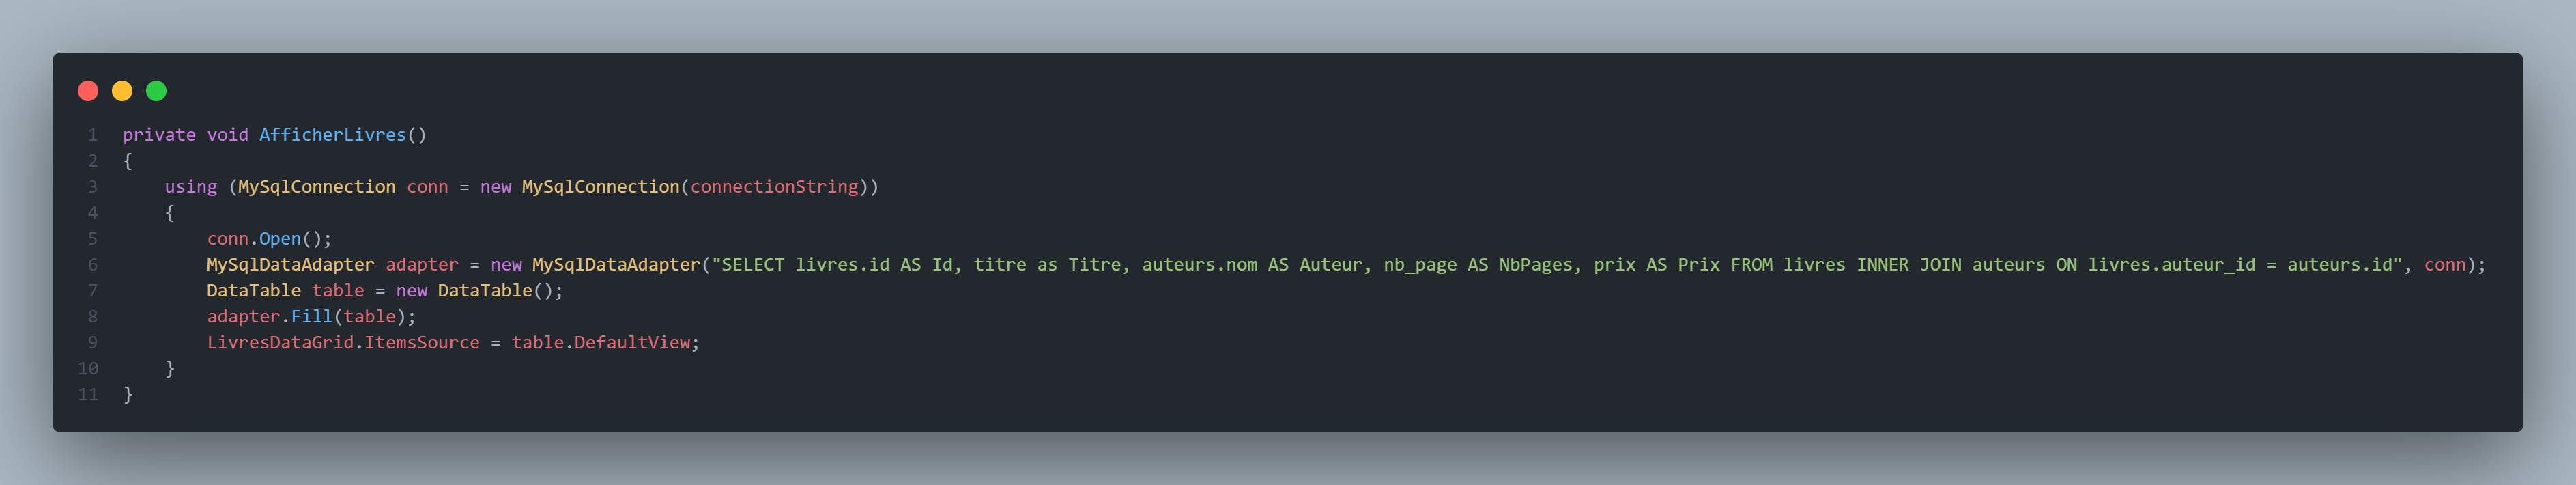 1 private void AfficherLivres()
2 {
3     using (MySqlConnection conn = new MySqlConnection(connectionString))
4     {
5         conn.Open();
6         MySqlDataAdapter adapter = new MySqlDataAdapter("SELECT livres.id AS Id, titre as Titre, auteurs.nom AS Auteur, nb_page AS NbPages, prix AS Prix FROM livres INNER JOIN auteurs ON livres.auteur_id = auteurs.id", conn);
7         DataTable table = new DataTable();
8         adapter.Fill(table);
9         LivresDataGrid.ItemsSource = table.DefaultView;
10     }
11 }